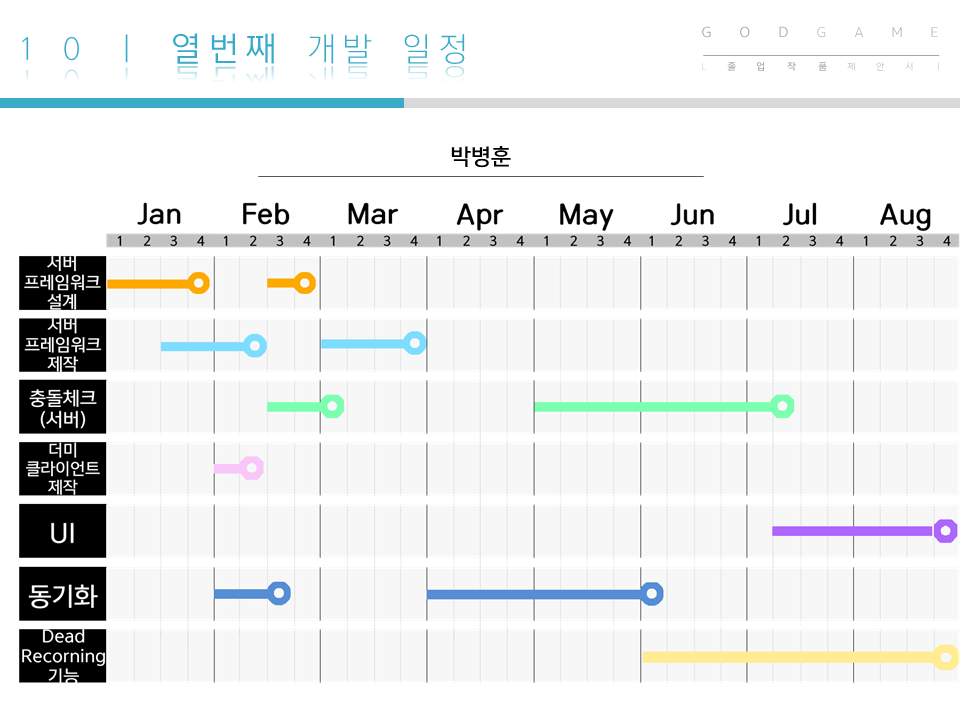 10 | 열번째 개발 일정
GODGAME
졸업작품제안서
박병훈
Jan Feb Mar Apr May Jun Jul Aug
1 2 3 4 1 2 3 4 1 2 3 4 1 2 3 4 1 2 3 4 1 2 3 4 1 2 3 4 1 2 3 4
서버
프레임워크
설계
서버
프레임워크
제작
충돌체크
(서버)
더미
클라이언트
제작
UI
동기화
Dead
Recorning
기능